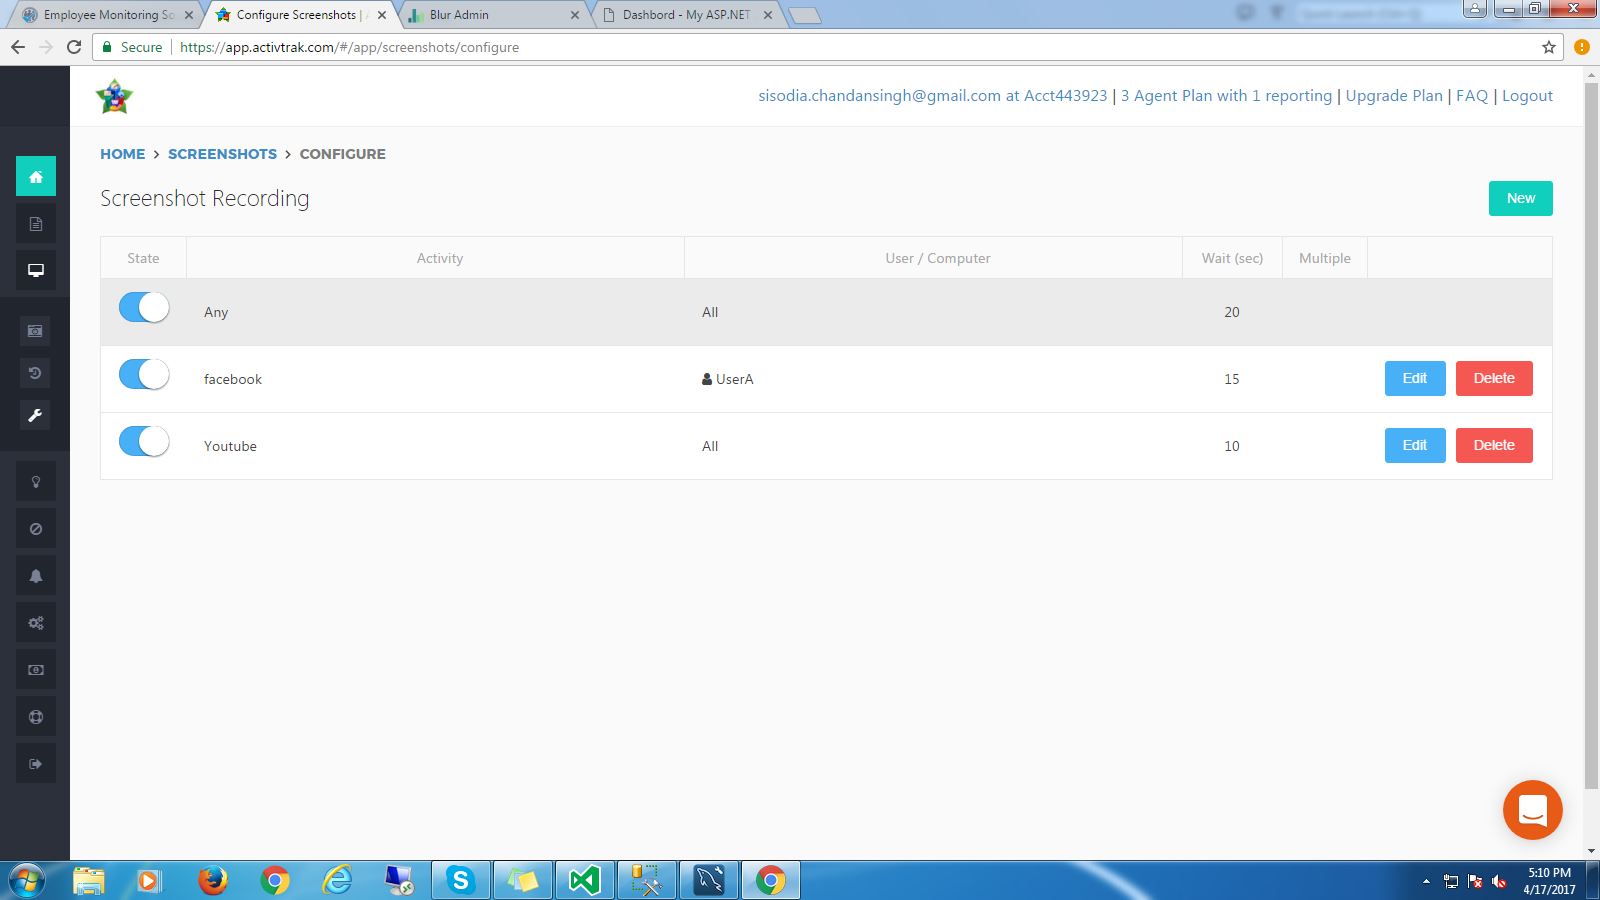 Employee Monitoring So
Configure Screenshots | A
Blur Admin
Dashbord - My ASP.NET
Secure
https://app.activtrak.com/#/app/screenshots/configure
sisodia.chandansingh@gmail.com at Acct443923 | 3 Agent Plan with 1 reporting | Upgrade Plan | FAQ | Logout
HOME > SCREENSHOTS > CONFIGURE
Screenshot Recording
New
State Activity User / Computer Wait (sec) Multiple
Any All 20
facebook UserA 15 Edit Delete
Youtube All 10 Edit Delete
5:10 PM
4/17/2017